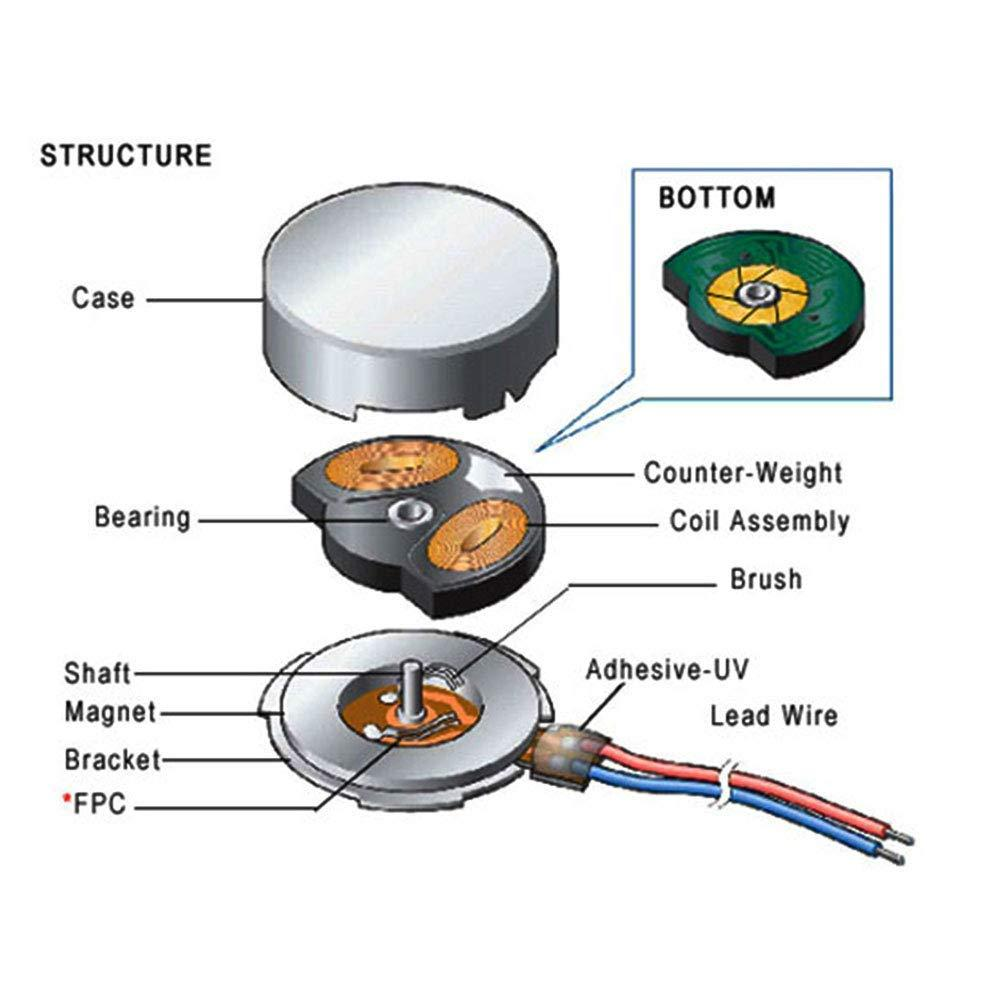 STRUCTURE
BOTTOM
Case
Counter-Weight
Bearing
Coil Assembly
Brush
Shaft
Adhesive-UV
Magnet
Lead Wire
Bracket
*FPC